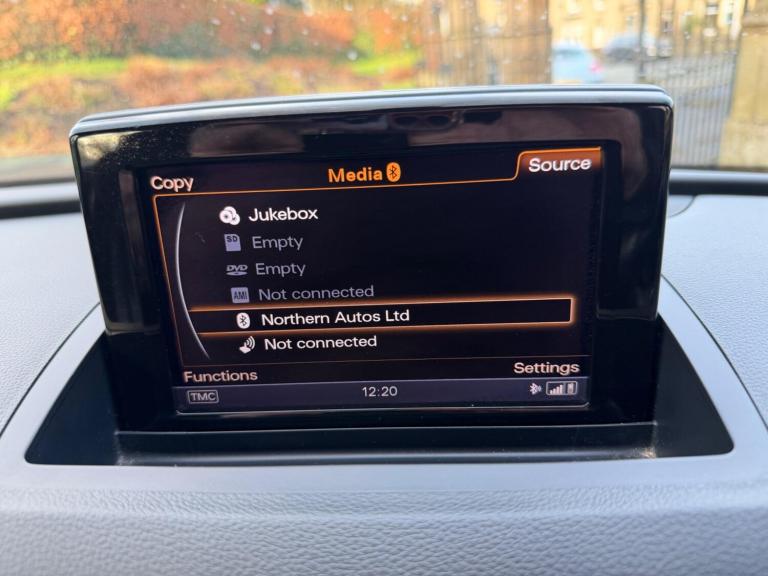 Copy
Media
Source
Jukebox
SD Empty
DVD Empty
AMI Not connected
Northern Autos Ltd
Not connected
Functions
Settings
TMC
12:20